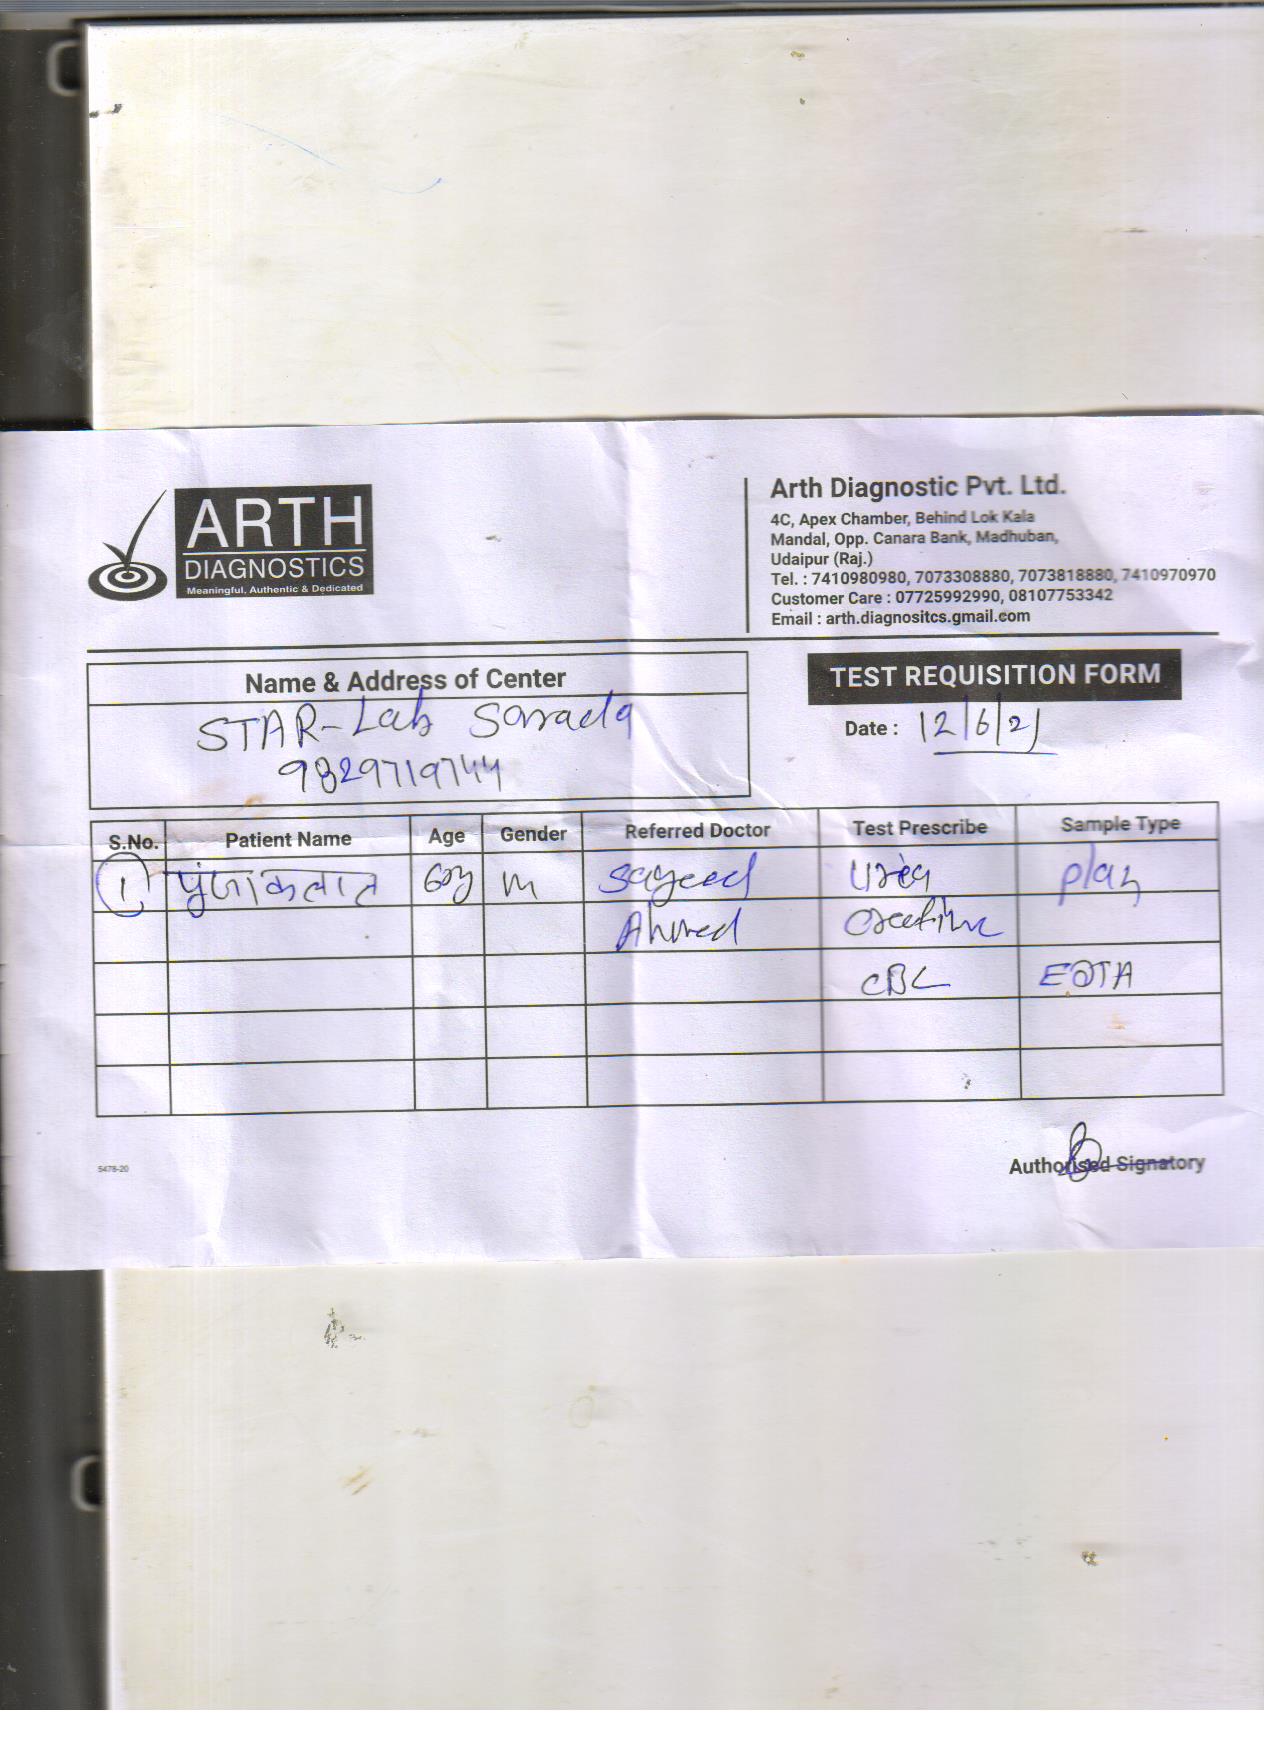 ARTH
DIAGNOSTICS
Meaningful, Authentic & Dedicated
Arth Diagnostic Pvt. Ltd.
4C, Apex Chamber, Behind Lok Kala
Mandal, Opp. Canara Bank, Madhuban,
Udaipur (Raj.)
Tel. : 7410980980, 7073308880, 7073818880, 7410970970
Customer Care : 07725992990, 08107753342
Email : arth.diagnositcs.gmail.com
Name & Address of Center
STAR-Lab Sarada
9829719744
TEST REQUISITION FORM
Date : 12/6/21
S.No. Patient Name Age Gender Referred Doctor Test Prescribe Sample Type
1 m Sayeed Urea plan
Ahmed
CBC EDTA
5478-20
Authorised Signatory